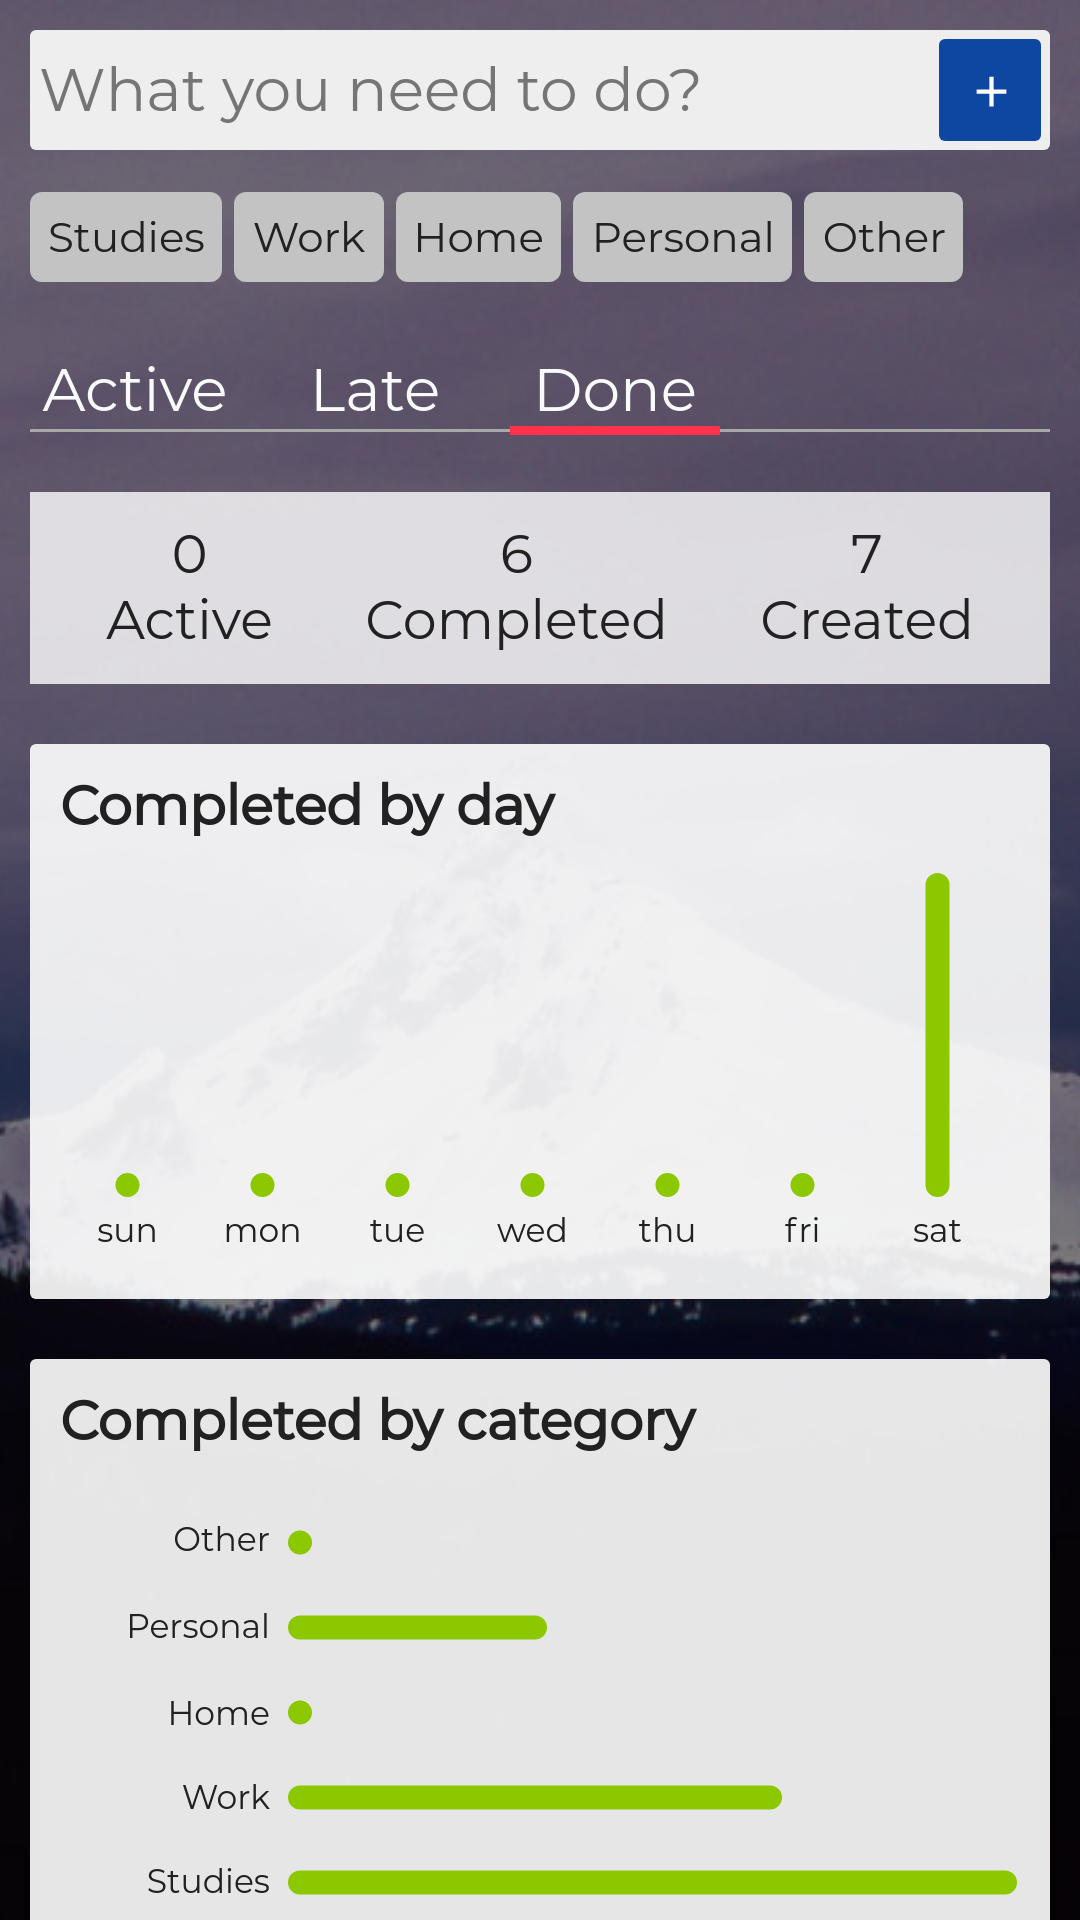 What you need to do? +
Studies Work Home Personal Other
Active Late Done
0 6 7
Active Completed Created
Completed by day
sun mon tue wed thu fri sat
Completed by category
Other
Personal
Home
Work
Studies